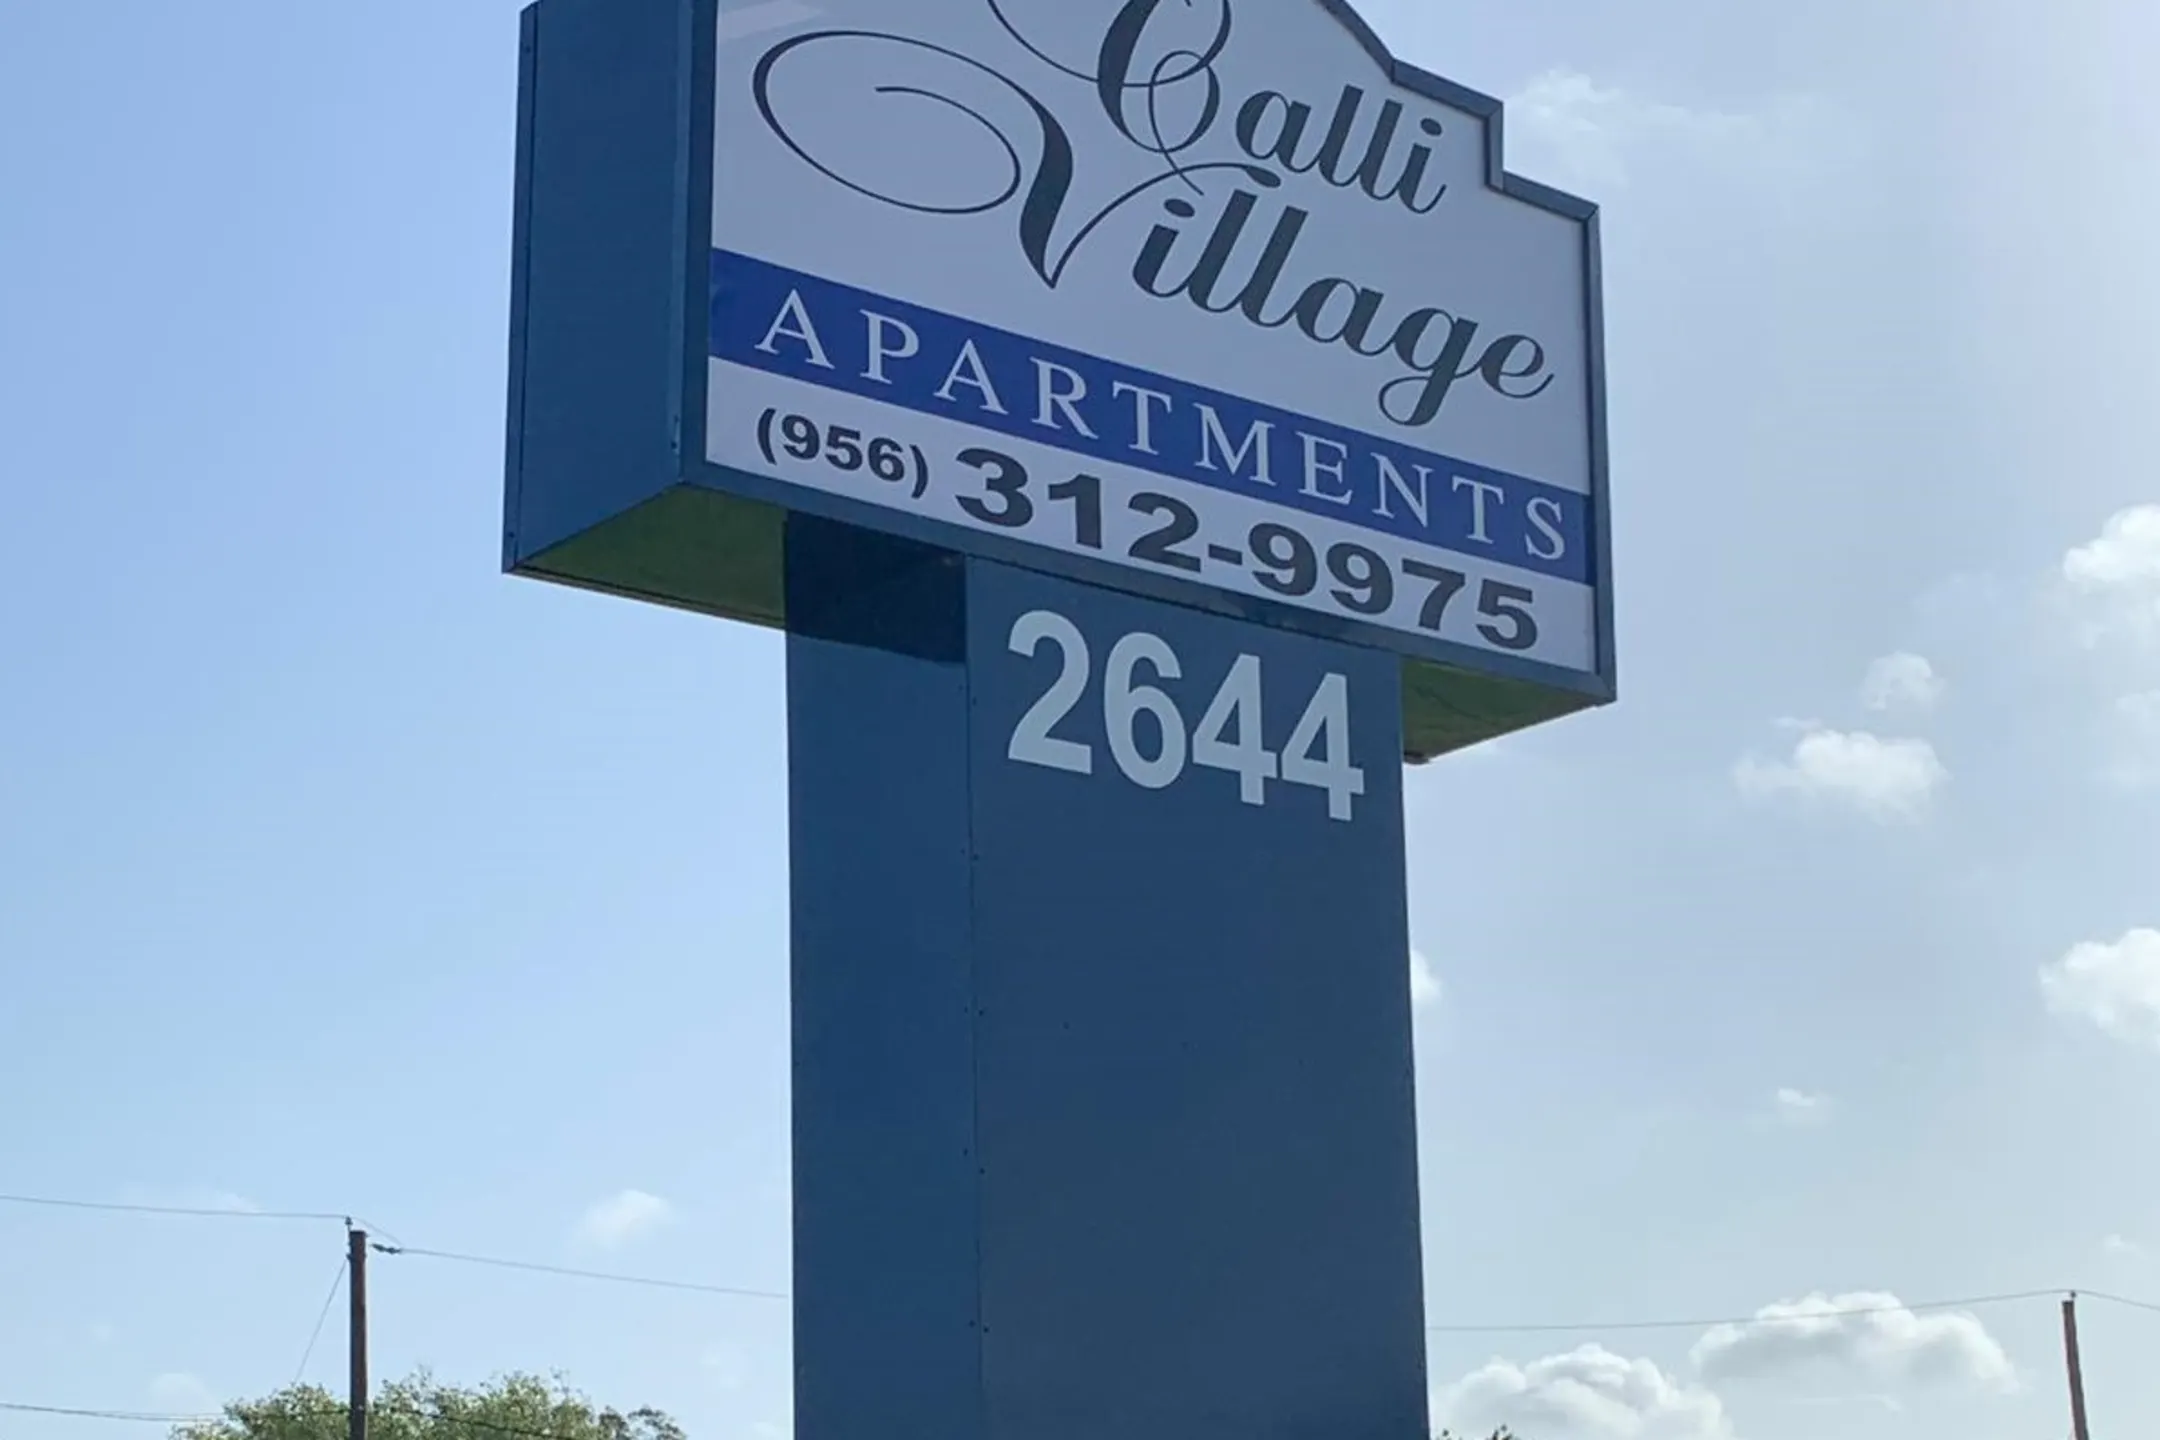 Calli
Village
APARTMENTS
(956) 312-9975
2644